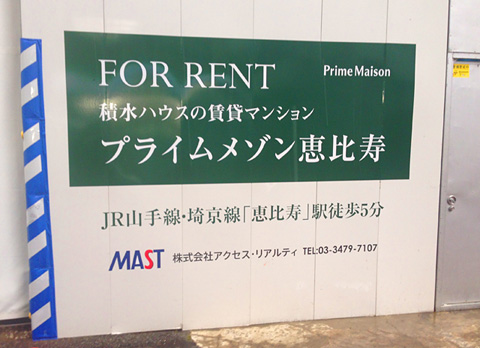 FOR RENT
Prime Maison
積水ハウスの賃貸マンション
プライムメゾン恵比寿
JR山手線・埼京線「恵比寿」駅徒歩5分
MAST 株式会社アクセス・リアルティ TEL:03-3479-7107